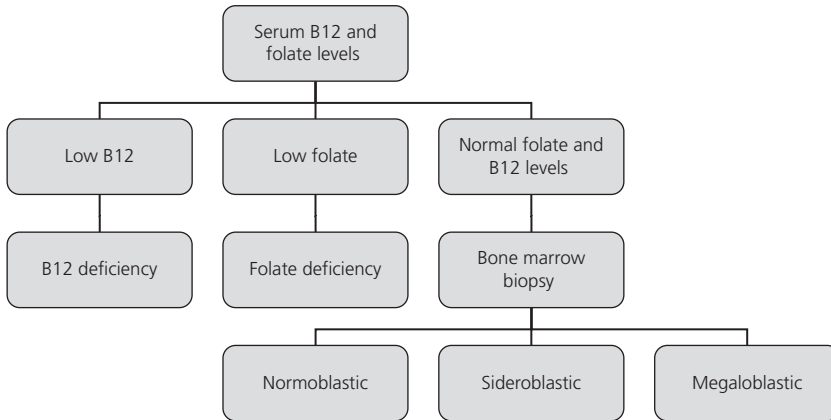 Serum B12 and
folate levels
Low B12
Low folate
Normal folate and
B12 levels
B12 deficiency
Folate deficiency
Bone marrow
biopsy
Normoblastic
Sideroblastic
Megaloblastic